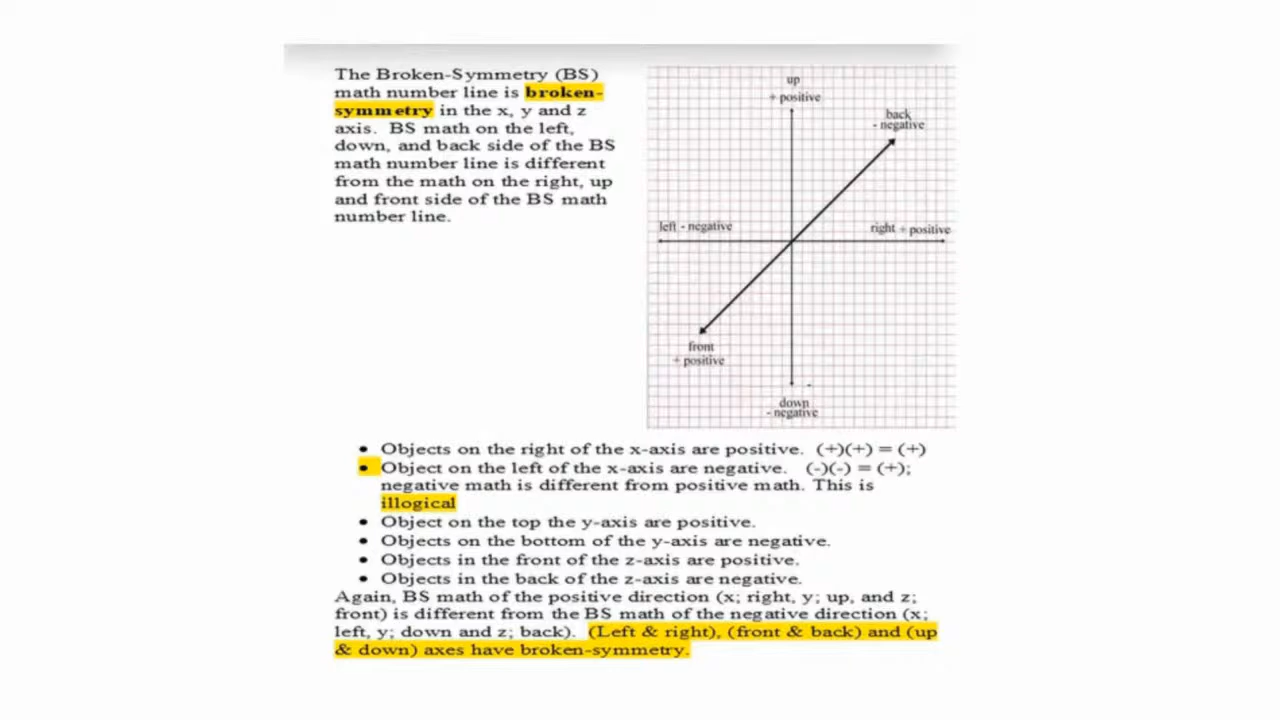 The Broken-Symmetry (BS)
math number line is broken-
symmetry in the x, y and z
axis. BS math on the left,
down, and back side of the BS
math number line is different
from the math on the right, up
and front side of the BS math
number line.
up
+ positive
back
- negative
left - negative
right + positive
front
+ positive
down
- negative
• Objects on the right of the x-axis are positive. (+)(+) = (+)
• Object on the left of the x-axis are negative. (-)(-) = (+);
negative math is different from positive math. This is
illogical
• Object on the top the y-axis are positive.
• Objects on the bottom of the y-axis are negative.
• Objects in the front of the z-axis are positive.
• Objects in the back of the z-axis are negative.
Again, BS math of the positive direction (x; right, y; up, and z;
front) is different from the BS math of the negative direction (x;
left, y; down and z; back). (Left & right), (front & back) and (up
& down) axes have broken-symmetry.